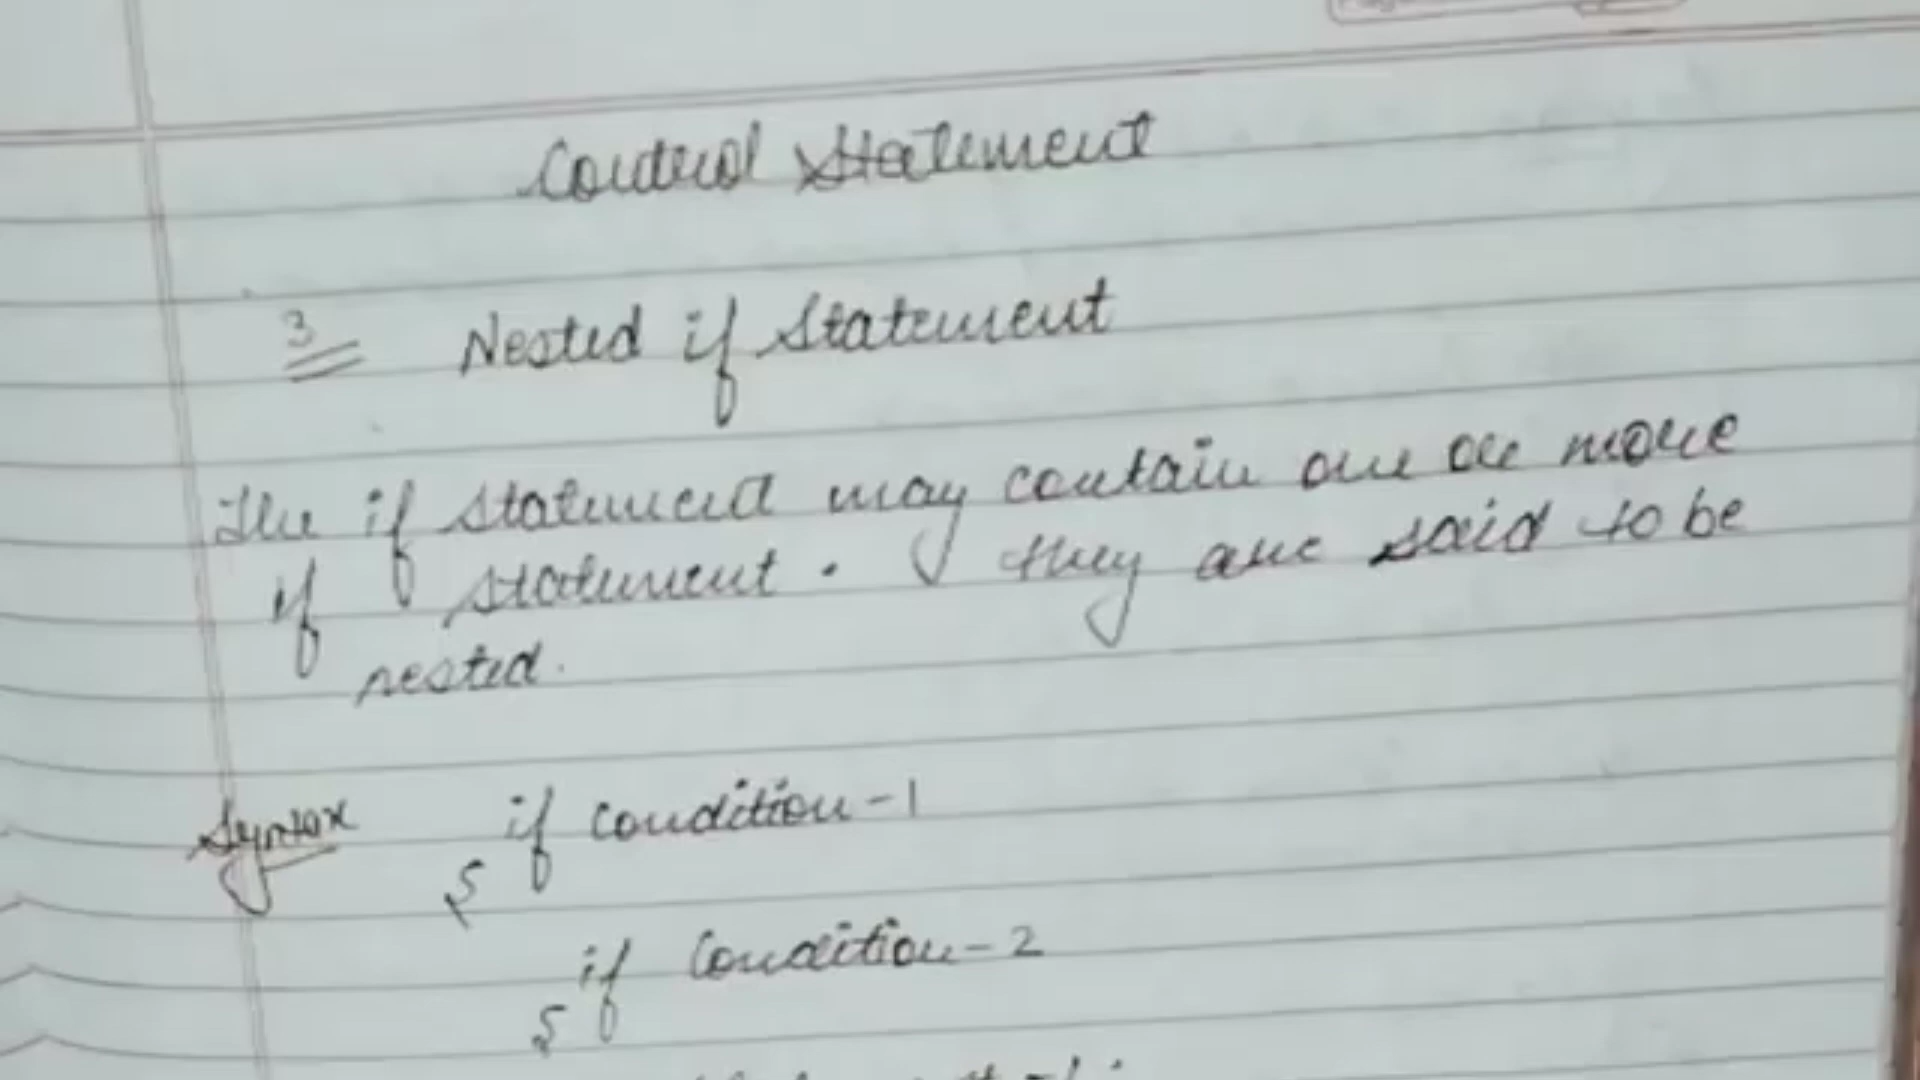 Control Statement
3 Nested if Statement
The if statement may contain one or more
if statement. They are said to be
nested.
Syntax if condition-1
{
if Condition-2
{